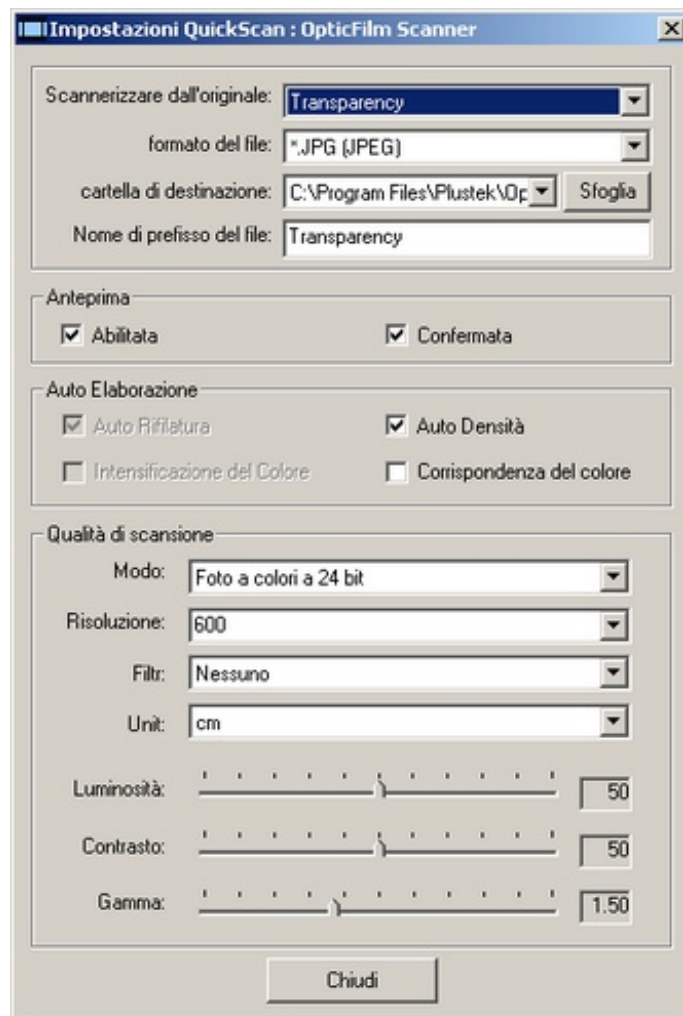 Impostazioni QuickScan : OpticFilm Scanner
Scannerizzare dall'originale: Transparency
formato del file: *.JPG (JPEG)
cartella di destinazione: C:\Program Files\Plustek\Op Sfoglia
Nome di prefisso del file: Transparency
Anteprima
Abilitata Confermata
Auto Elaborazione
Auto Rifilatura Auto Densità
Intensificazione del Colore Corrispondenza del colore
Qualità di scansione
Modo: Foto a colori a 24 bit
Risoluzione: 600
Filtr: Nessuno
Unit: cm
Luminosità: 50
Contrasto: 50
Gamma: 1.50
Chiudi